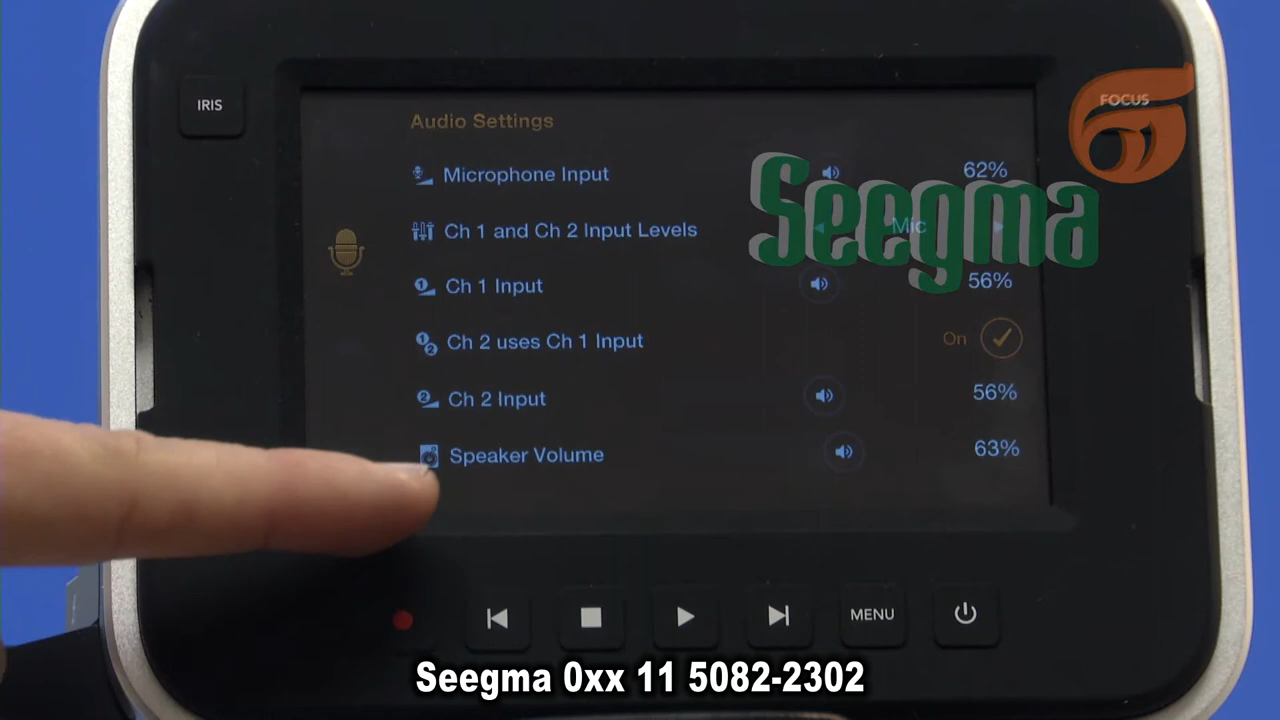 IRIS
FOCUS
Audio Settings
Microphone Input 62%
Seegma
Ch 1 and Ch 2 Input Levels Mic
Ch 1 Input 56%
Ch 2 uses Ch 1 Input On
Ch 2 Input 56%
Speaker Volume 63%
MENU
Seegma 0xx 11 5082-2302